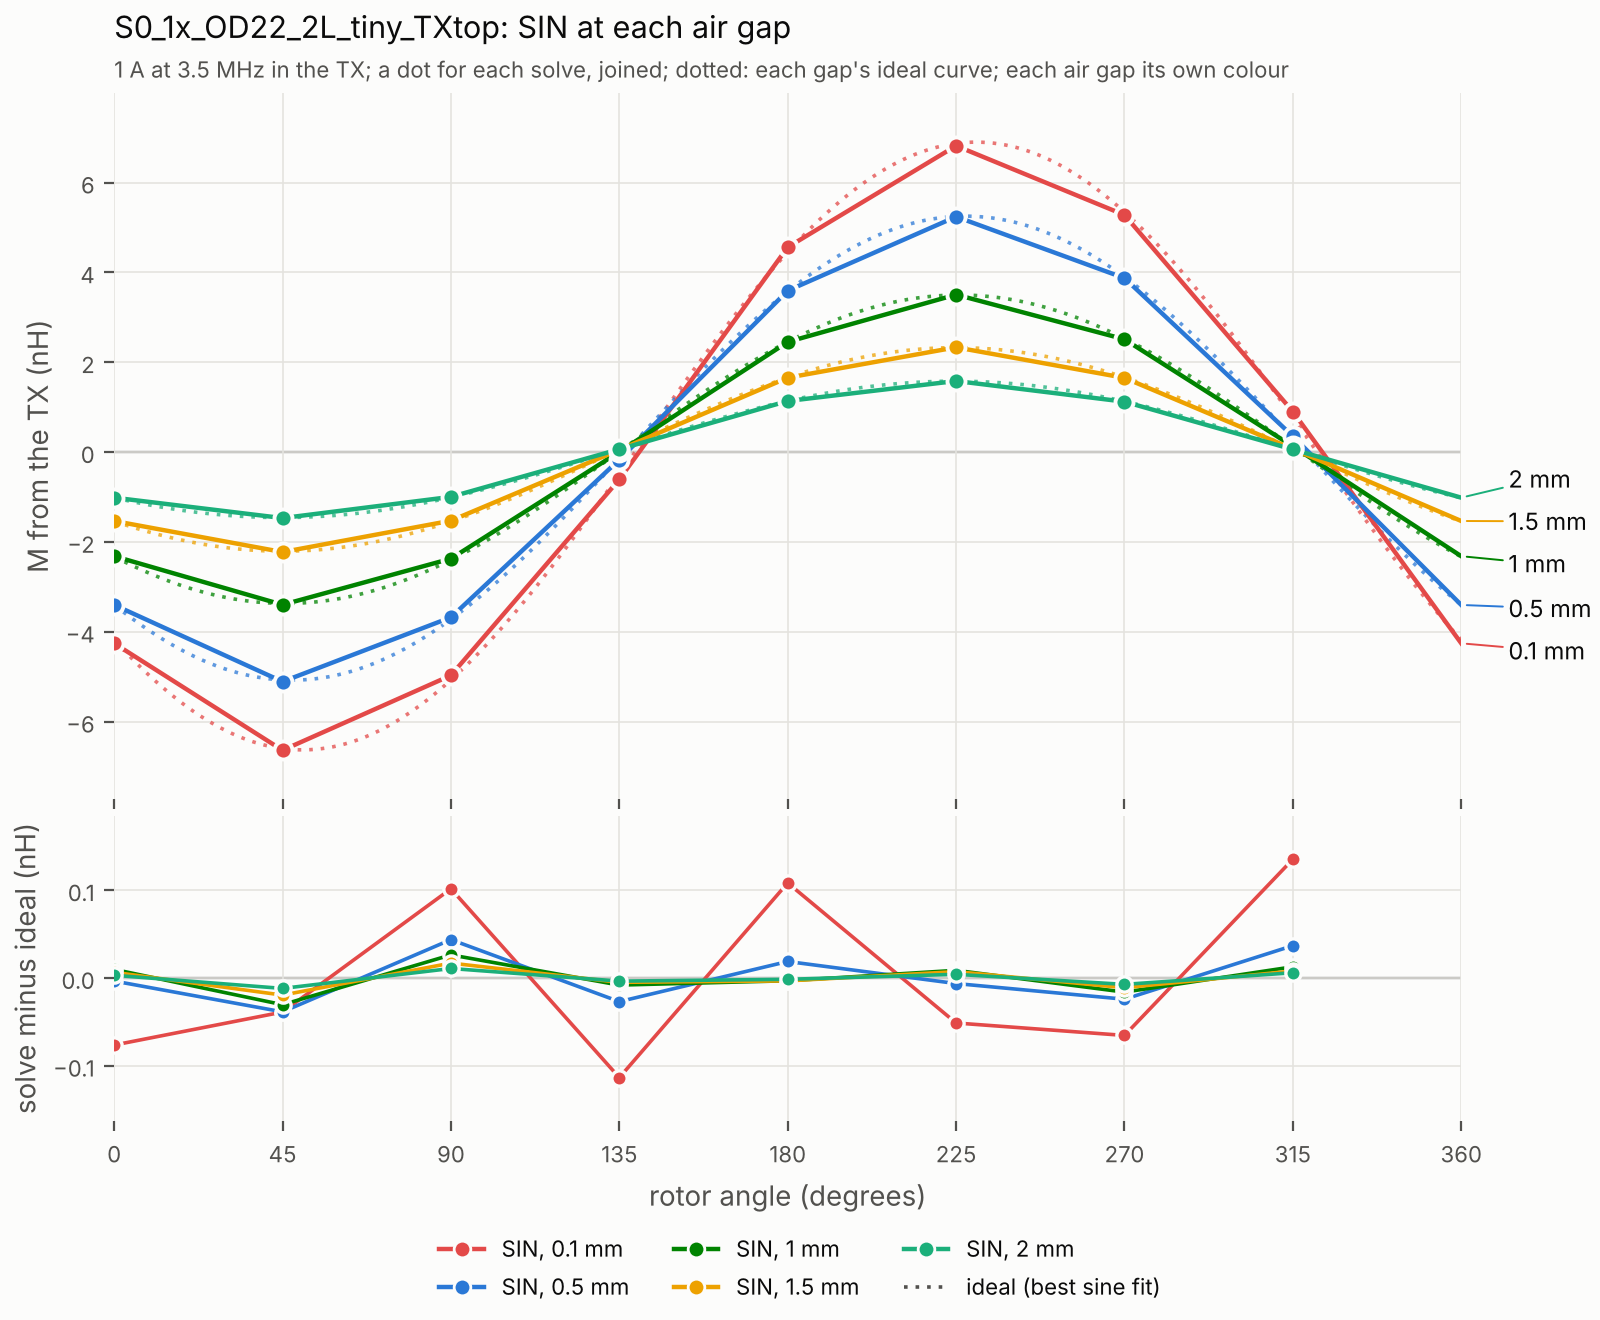 S0_1x_OD22_2L_tiny_TXtop: SIN at each air gap
1 A at 3.5 MHz in the TX; a dot for each solve, joined; dotted: each gap's ideal curve; each air gap its own colour
M from the TX (nH)
6
4
2
0
−2
−4
−6
2 mm
1.5 mm
1 mm
0.5 mm
0.1 mm
solve minus ideal (nH)
0.1
0.0
−0.1
0 45 90 135 180 225 270 315 360
rotor angle (degrees)
SIN, 0.1 mm SIN, 1 mm SIN, 2 mm
SIN, 0.5 mm SIN, 1.5 mm ideal (best sine fit)